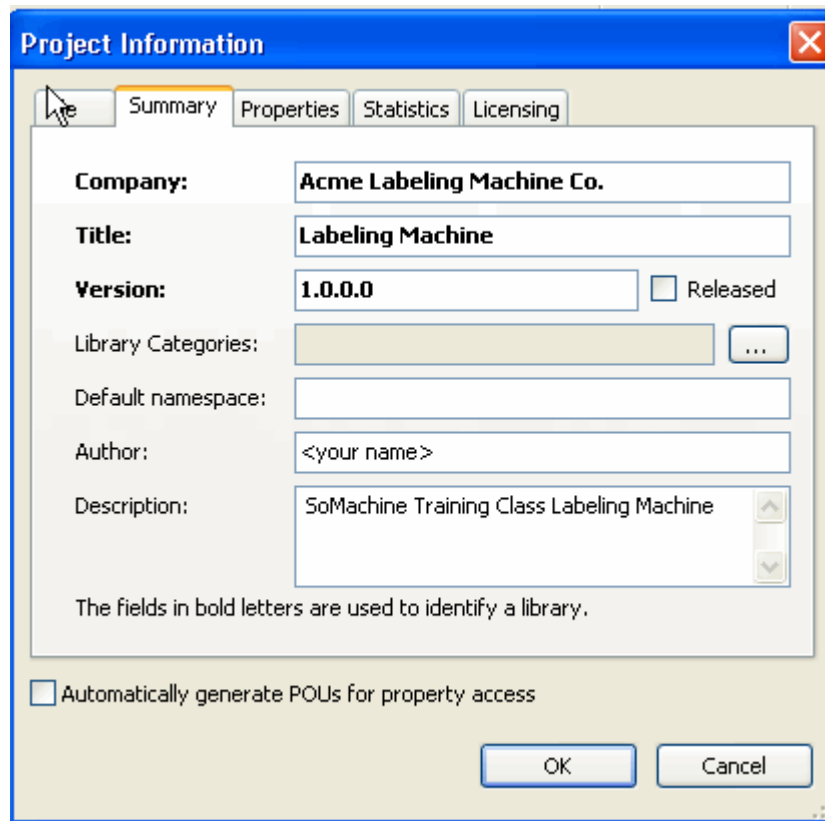 Project Information
Summary Properties Statistics Licensing
Company: Acme Labeling Machine Co.
Title: Labeling Machine
Version: 1.0.0.0 Released
Library Categories: ...
Default namespace:
Author: <your name>
Description: SoMachine Training Class Labeling Machine
The fields in bold letters are used to identify a library.
Automatically generate POUs for property access
OK Cancel